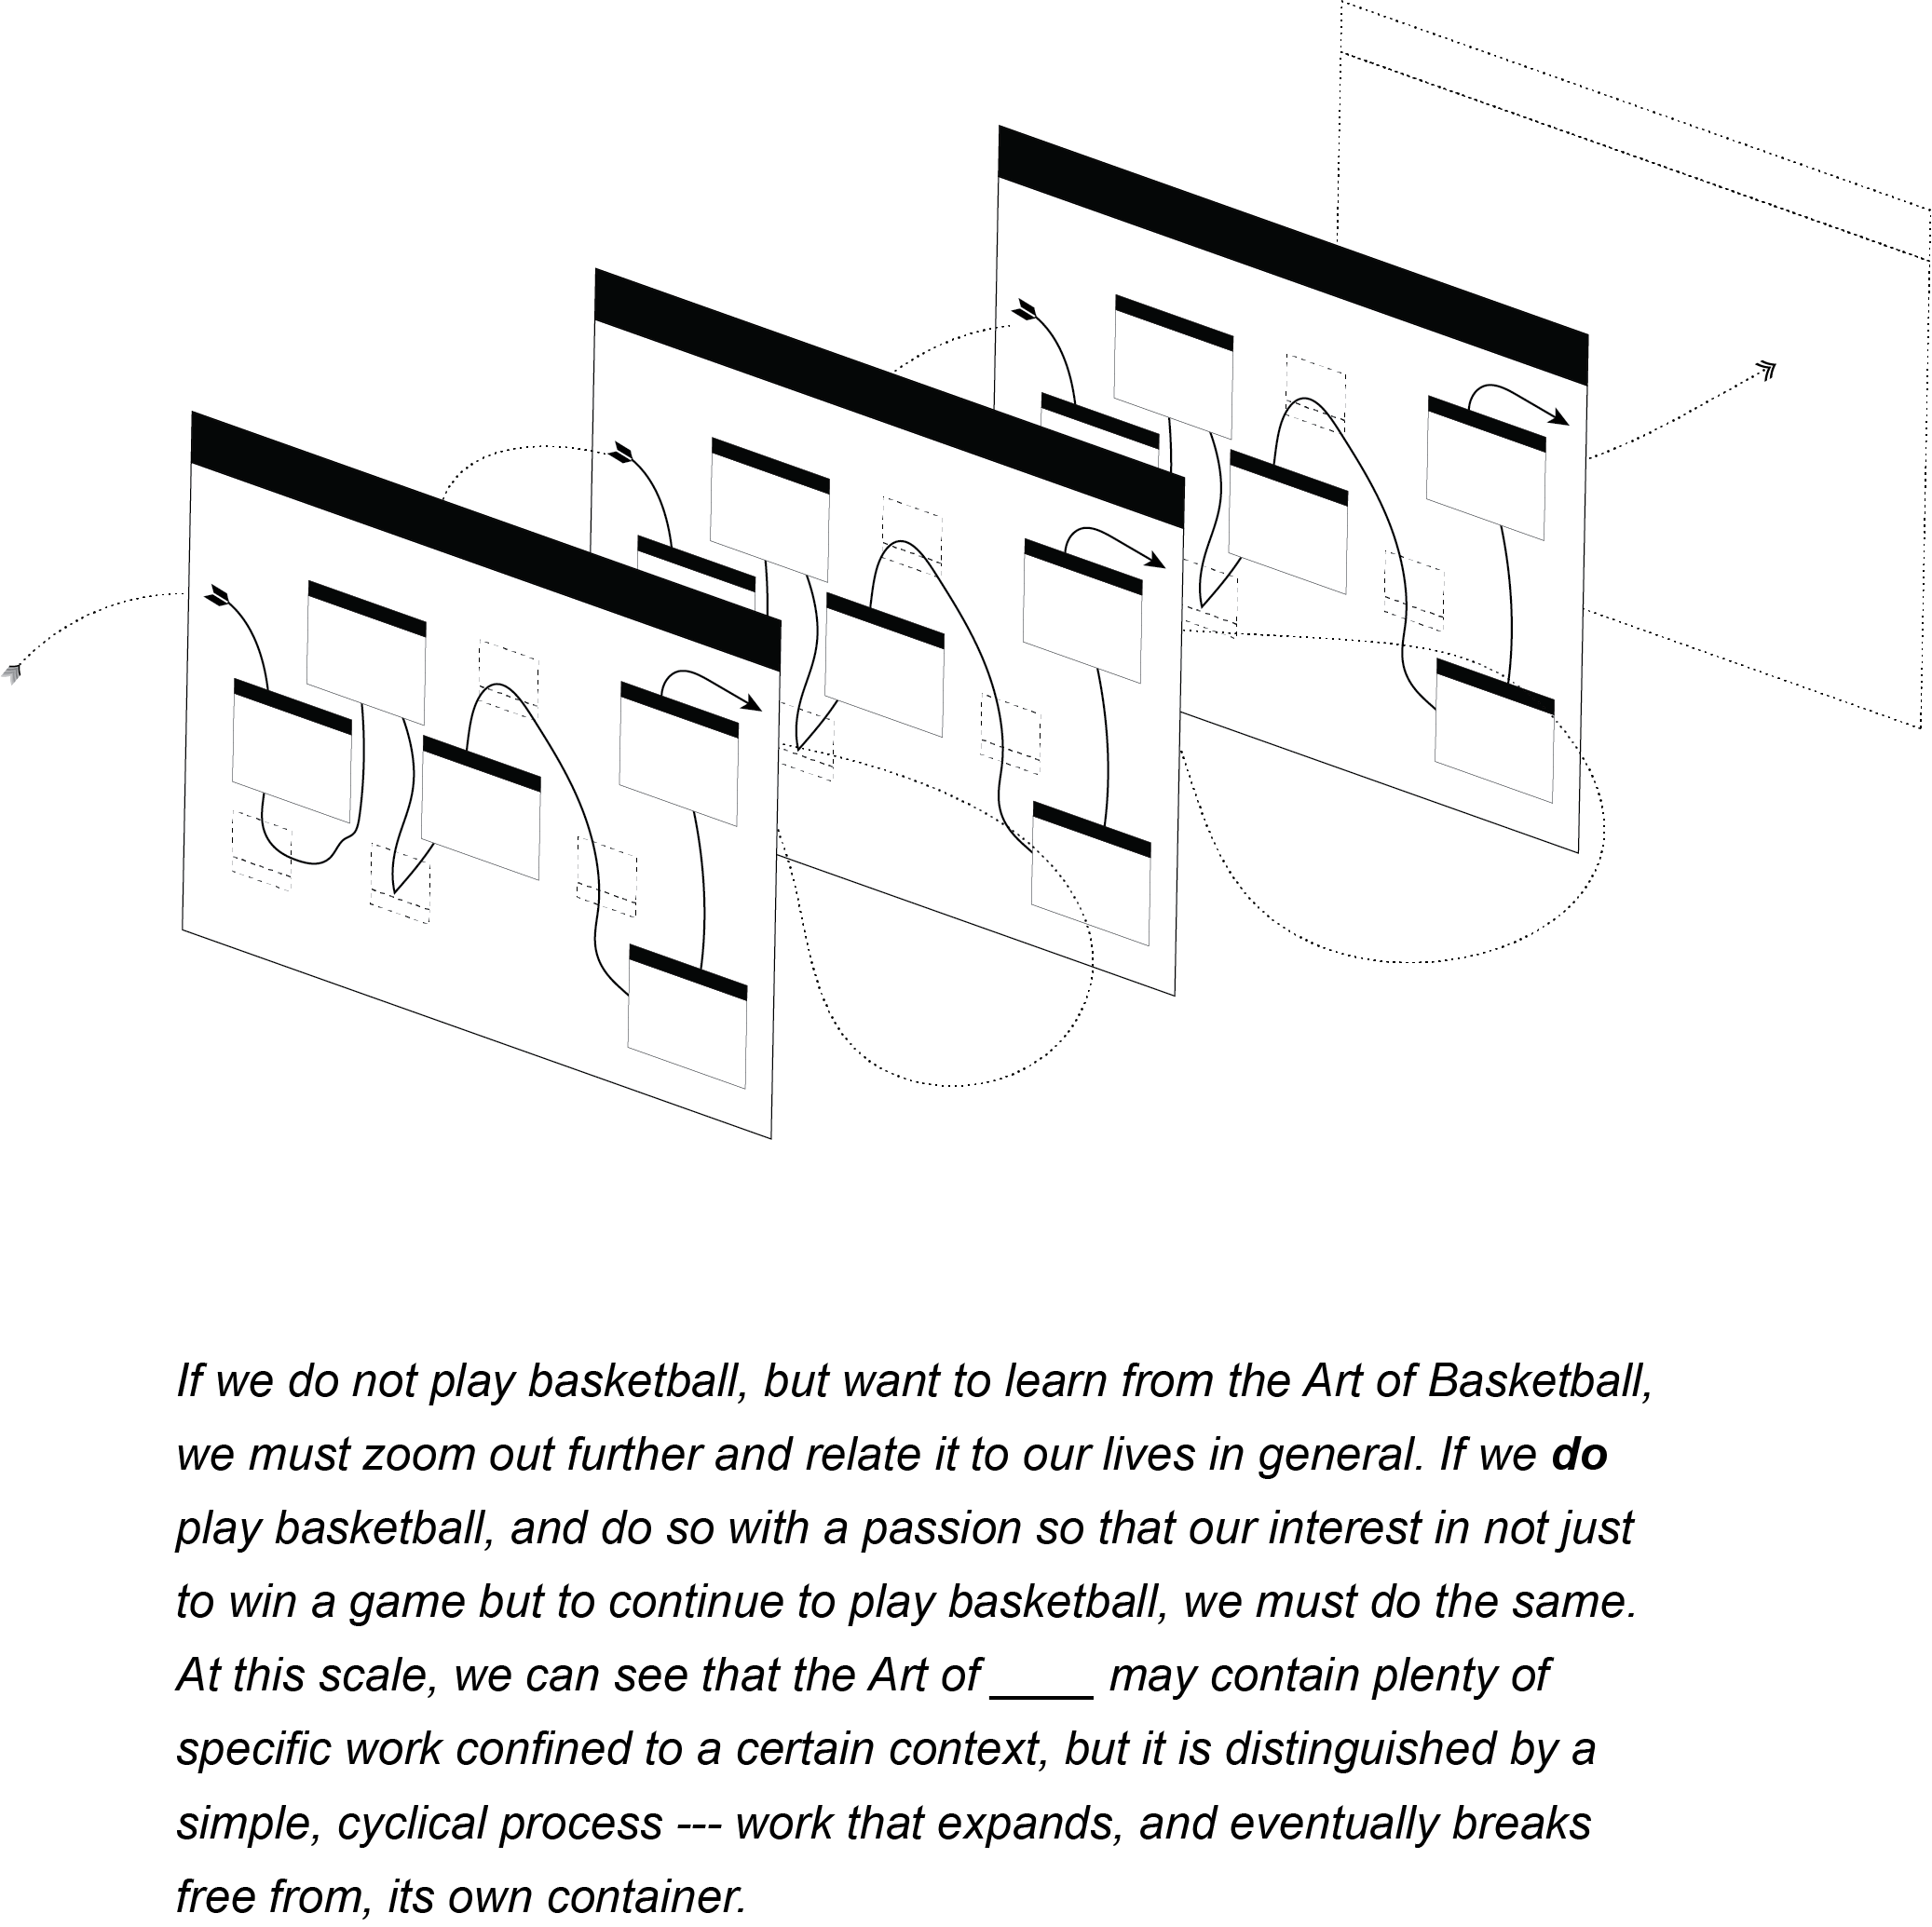 If we do not play basketball, but want to learn from the Art of Basketball,
we must zoom out further and relate it to our lives in general. If we do
play basketball, and do so with a passion so that our interest in not just
to win a game but to continue to play basketball, we must do the same.
At this scale, we can see that the Art of ____ may contain plenty of
specific work confined to a certain context, but it is distinguished by a
simple, cyclical process --- work that expands, and eventually breaks
free from, its own container.